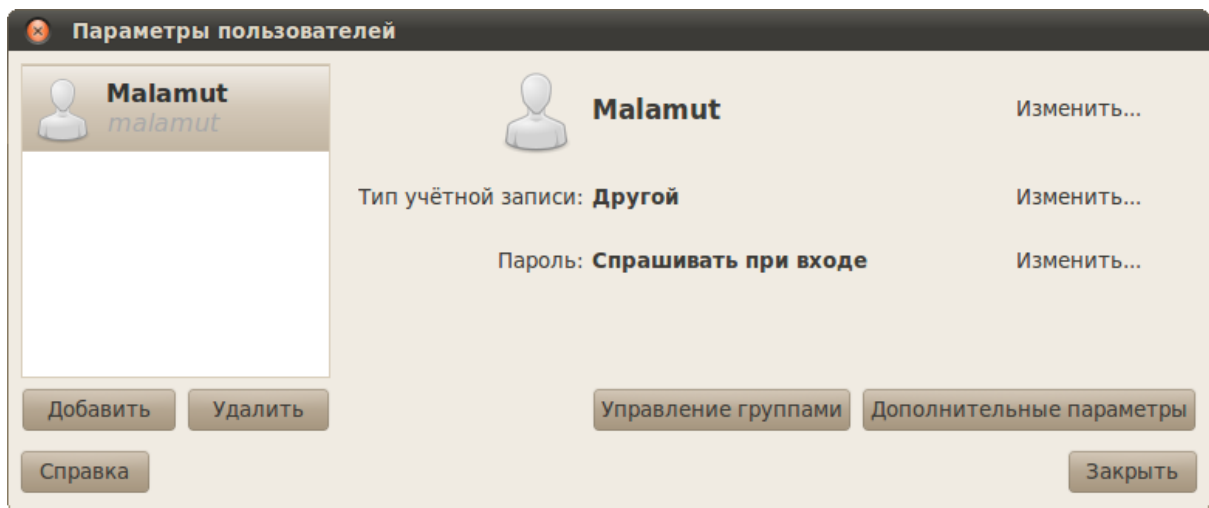 Параметры пользователей
Malamut
malamut
Malamut Изменить...
Тип учётной записи: Другой Изменить...
Пароль: Спрашивать при входе Изменить...
Добавить Удалить Управление группами Дополнительные параметры
Справка Закрыть